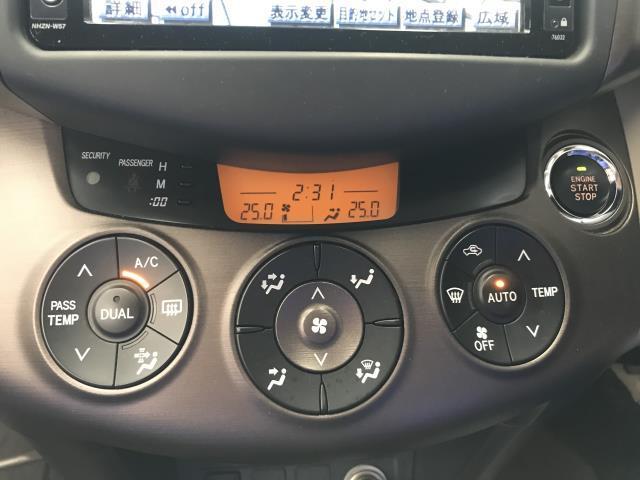 詳細 ◀◀off 表示変更 目的地セット 地点登録 広域
NHZN-W57
76033
SECURITY PASSENGER H
M
:00
2:31
25.0 25.0
ENGINE
START
STOP
A/C
PASS
TEMP
DUAL
AUTO
TEMP
OFF